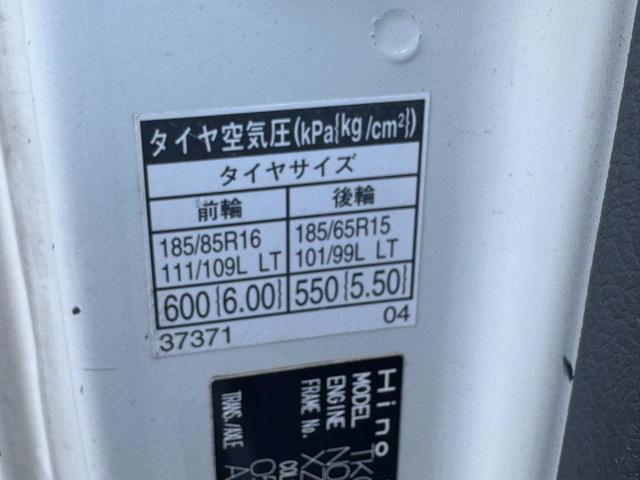 タイヤ空気圧(kPa{kg/cm²})
タイヤサイズ
前輪 後輪
185/85R16 185/65R15
111/109L LT 101/99L LT
600{6.00} 550{5.50}
37371 04
Hino
MODEL
ENGINE
FRAME No.
TRANS./AXLE